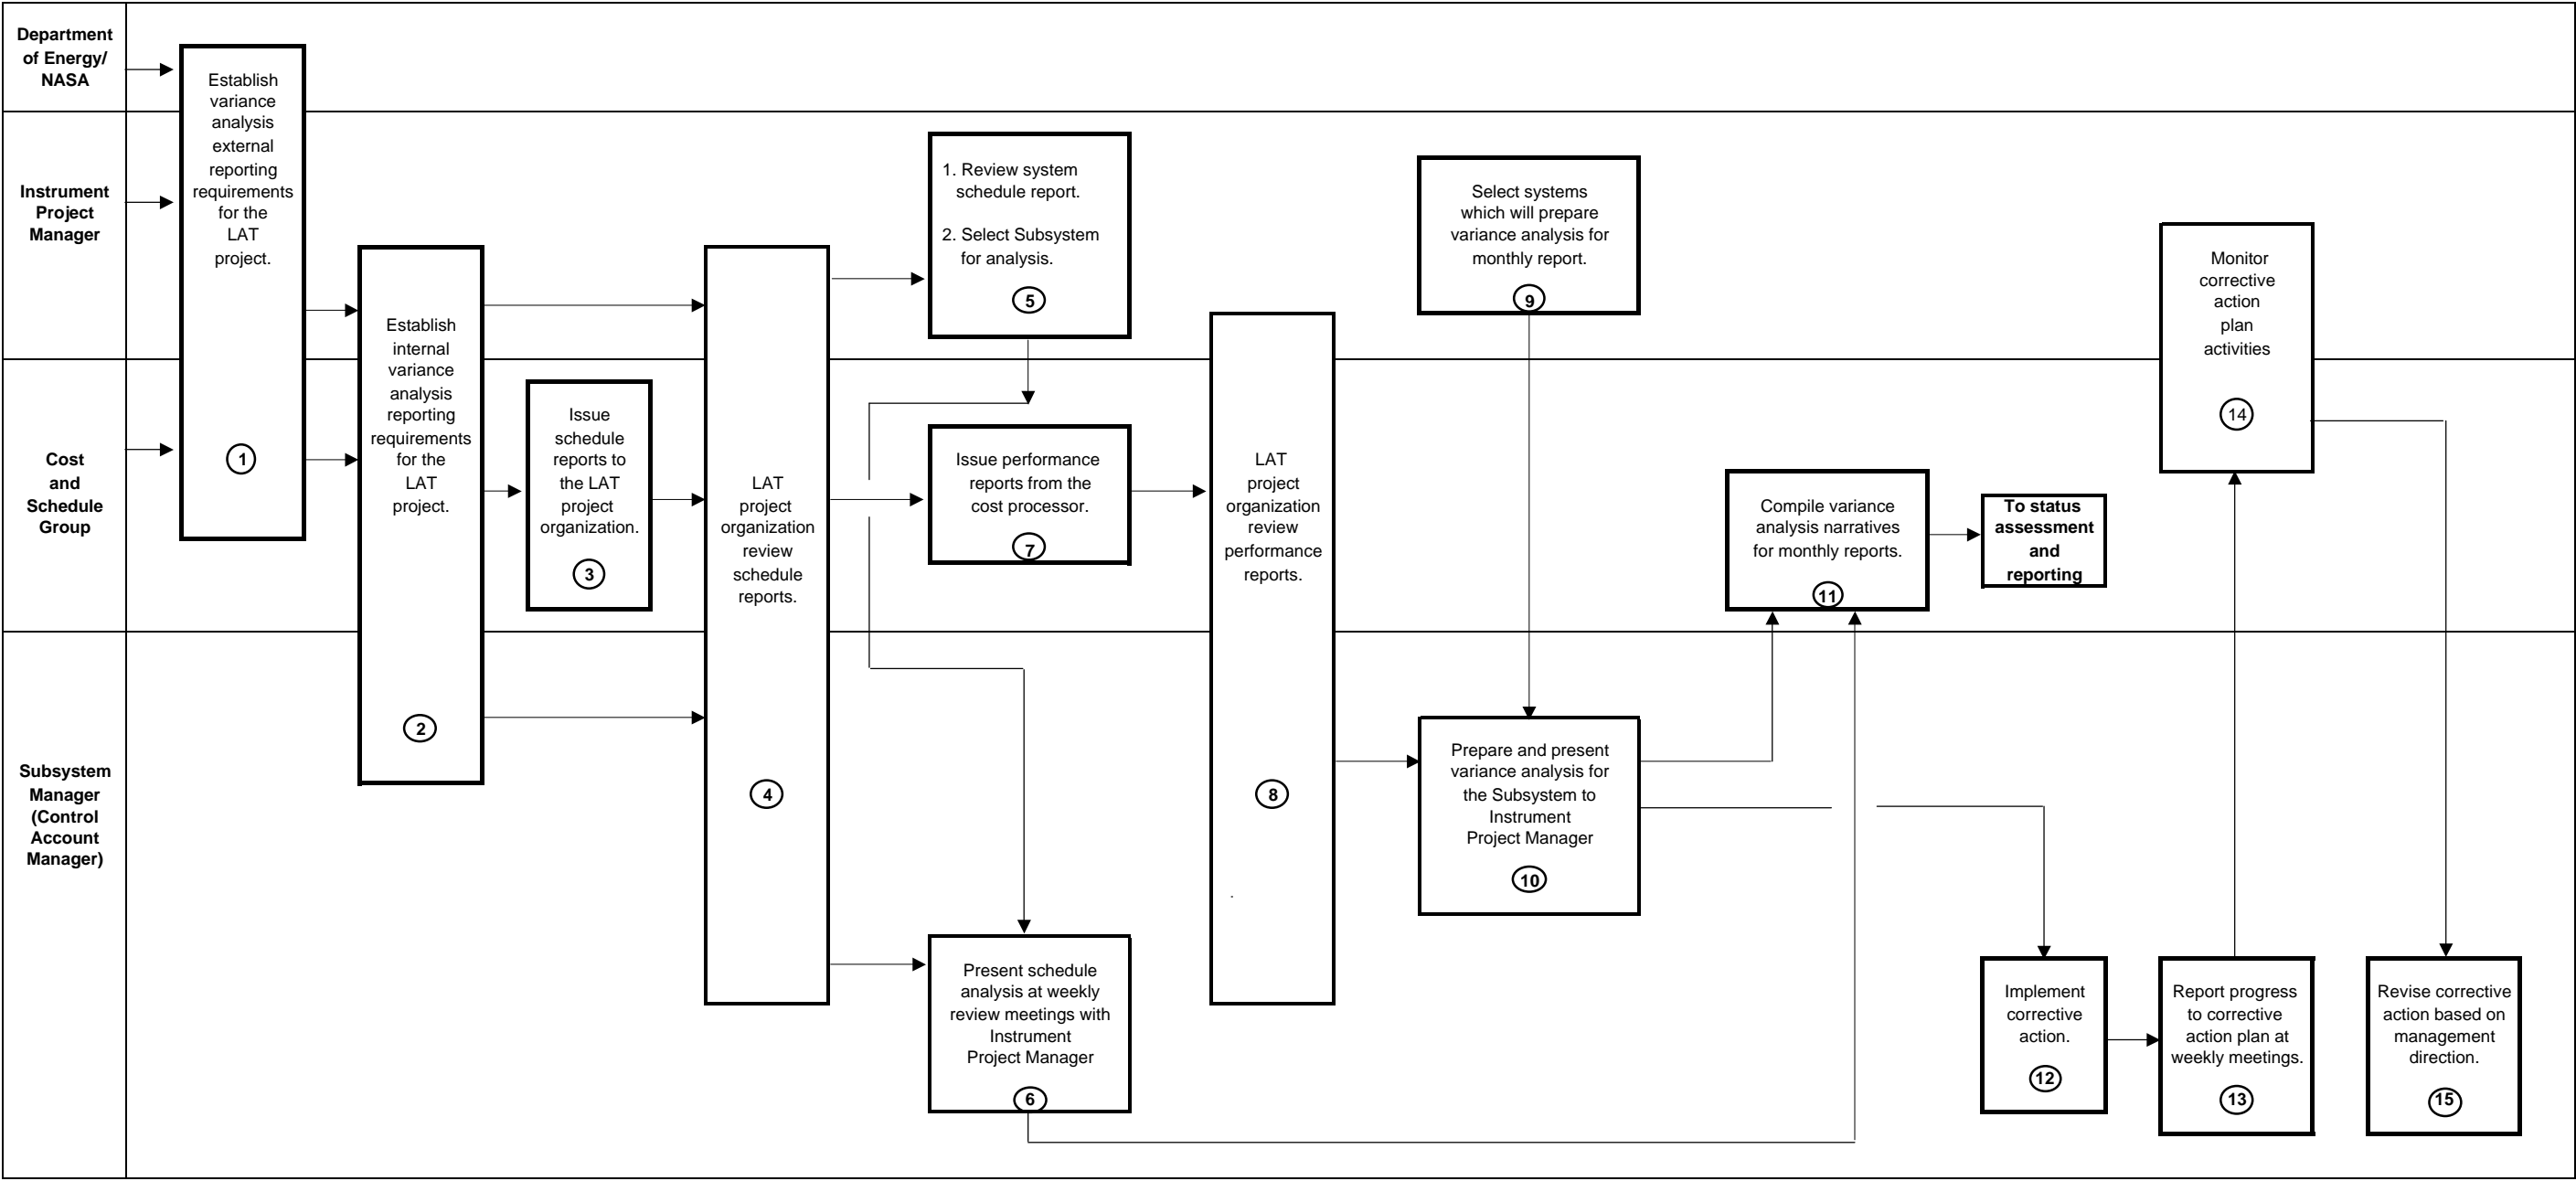 Department
of Energy/
NASA
Instrument
Project
Manager
Cost
and
Schedule
Group
Subsystem
Manager
(Control
Account
Manager)
Establish
variance
analysis
external
reporting
requirements
for the
LAT
project.
1
Establish
internal
variance
analysis
reporting
requirements
for the
LAT
project.
2
Issue
schedule
reports to
the LAT
project
organization.
3
LAT
project
organization
review
schedule
reports.
4
1. Review system
schedule report.
2. Select Subsystem
for analysis.
5
Issue performance
reports from the
cost processor.
7
Present schedule
analysis at weekly
review meetings with
Instrument
Project Manager
6
LAT
project
organization
review
performance
reports.
8
Select systems
which will prepare
variance analysis for
monthly report.
9
Prepare and present
variance analysis for
the Subsystem to
Instrument
Project Manager
10
Compile variance
analysis narratives
for monthly reports.
11
To status
assessment
and
reporting
Implement
corrective
action.
12
Report progress
to corrective
action plan at
weekly meetings.
13
Monitor
corrective
action
plan
activities
14
Revise corrective
action based on
management
direction.
15